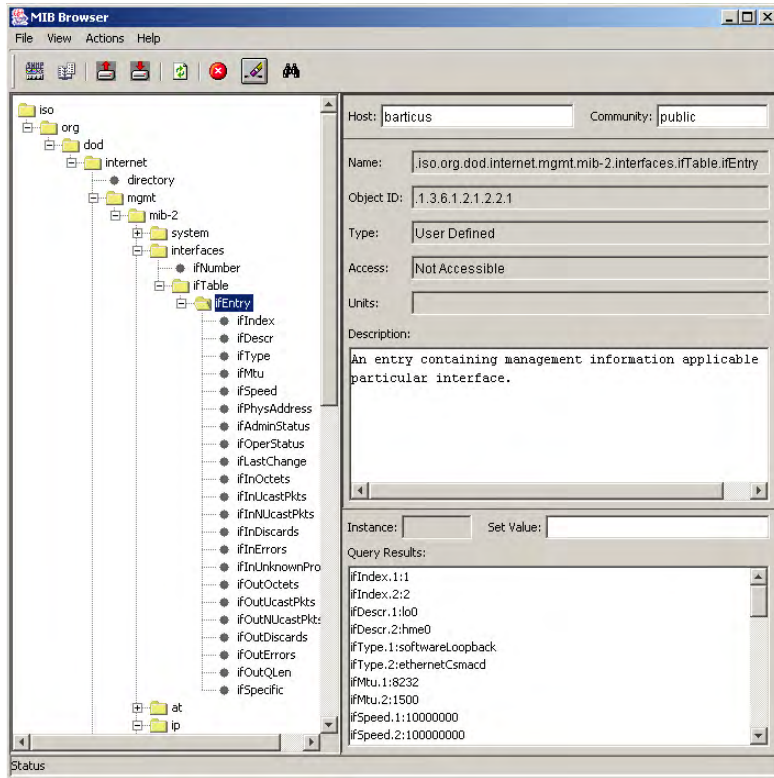 MIB Browser
File View Actions Help
iso
org
dod
internet
directory
mgmt
mib-2
system
interfaces
ifNumber
ifTable
ifEntry
ifIndex
ifDescr
ifType
ifMtu
ifSpeed
ifPhysAddress
ifAdminStatus
ifOperStatus
ifLastChange
ifInOctets
ifInUcastPkts
ifInNUcastPkts
ifInDiscards
ifInErrors
ifInUnknownPro
ifOutOctets
ifOutUcastPkts
ifOutNUcastPkts
ifOutDiscards
ifOutErrors
ifOutQLen
ifSpecific
at
ip
Host: barticus Community: public
Name: .iso.org.dod.internet.mgmt.mib-2.interfaces.ifTable.ifEntry
Object ID: .1.3.6.1.2.1.2.2.1
Type: User Defined
Access: Not Accessible
Units:
Description:
An entry containing management information applicable
particular interface.
Instance: Set Value:
Query Results:
ifIndex.1:1
ifIndex.2:2
ifDescr.1:lo0
ifDescr.2:hme0
ifType.1:softwareLoopback
ifType.2:ethernetCsmacd
ifMtu.1:8232
ifMtu.2:1500
ifSpeed.1:10000000
ifSpeed.2:100000000
Status